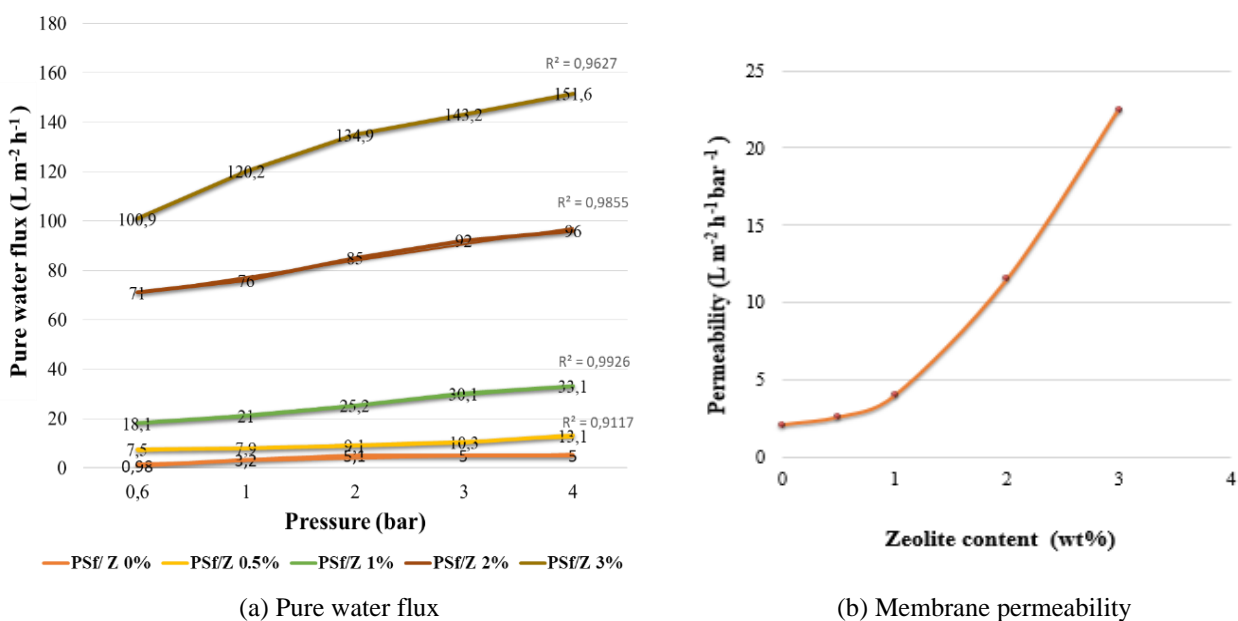 180
160
140
120
100
80
60
40
20
0
Pure water flux (L m⁻² h⁻¹)
R² = 0,9627
100,9 120,2 134,9 143,2 151,6
R² = 0,9855
71 76 85 92 96
R² = 0,9926
18,1 21 25,2 30,1 33,1
R² = 0,9117
7,5 7,9 9,1 10,3 13,1
0,98 3,2 5,1 5 5
0,6 1 2 3 4
Pressure (bar)
PSf/ Z 0% PSf/Z 0.5% PSf/Z 1% PSf/Z 2% PSf/Z 3%
(a) Pure water flux
25
20
15
10
5
0
Permeability (L m⁻² h⁻¹ bar ⁻¹)
0 1 2 3 4
Zeolite content (wt%)
(b) Membrane permeability